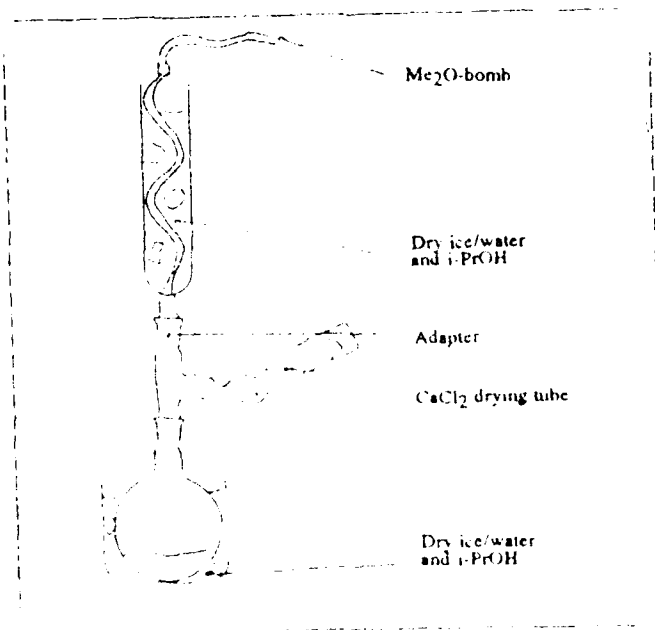 Me2O-bomb
Dry ice/water
and i-PrOH
Adapter
CaCl2 drying tube
Dry ice/water
and i-PrOH